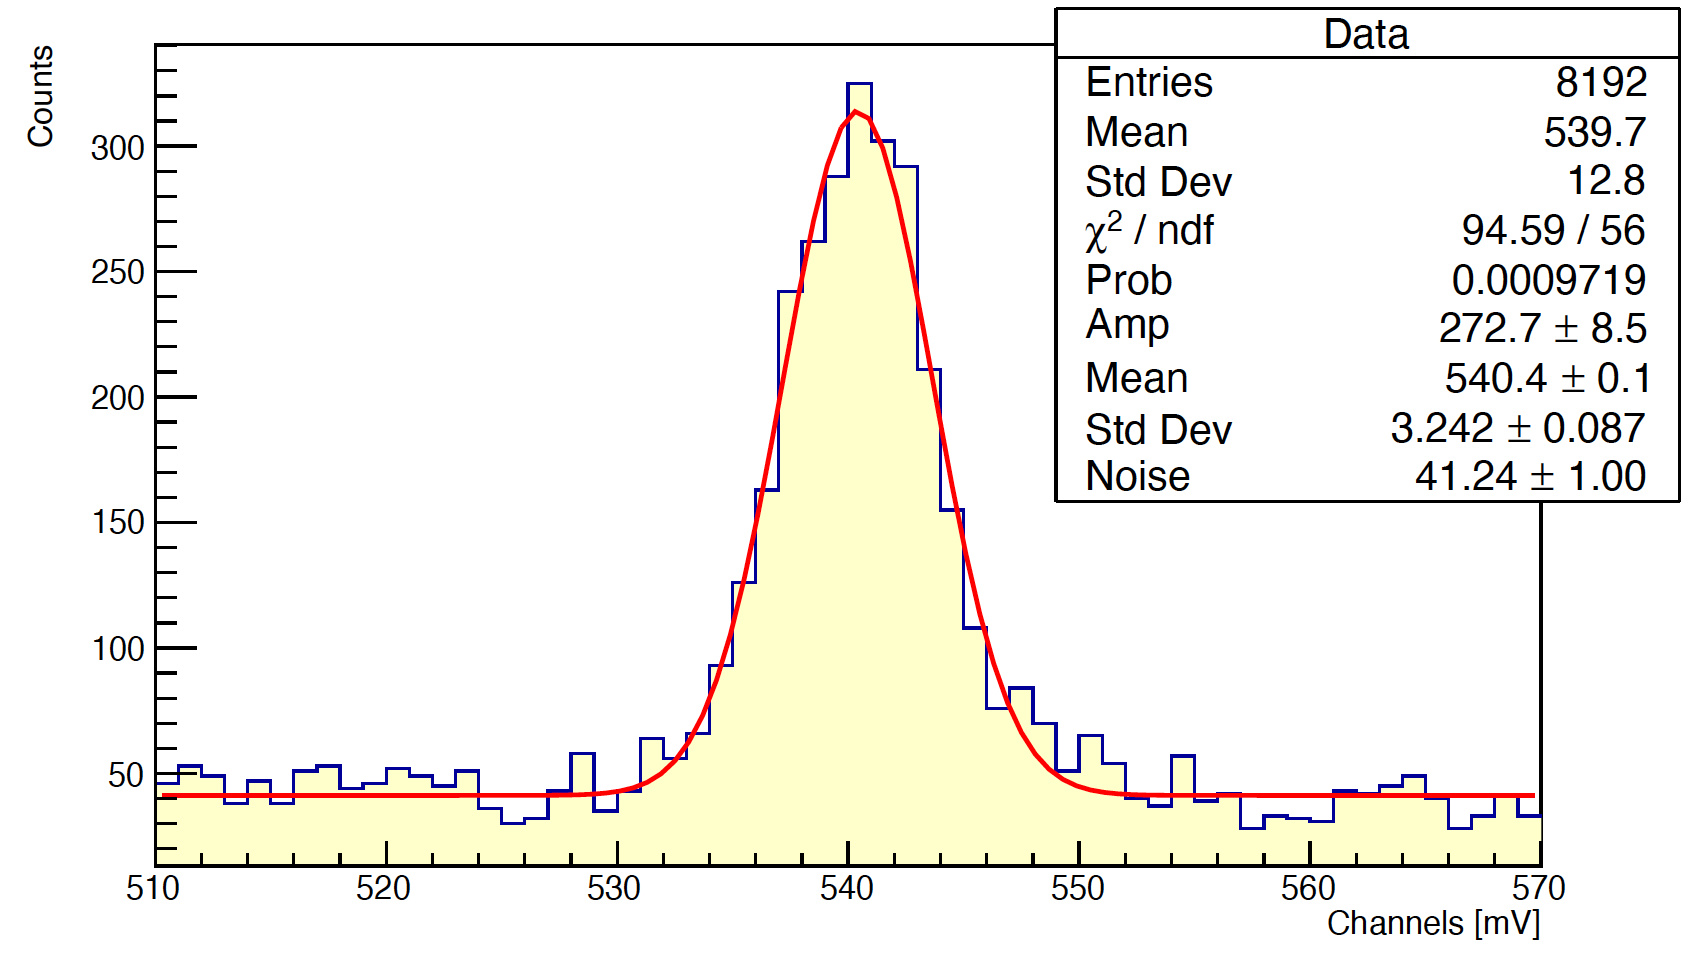 Counts
300
250
200
150
100
50
510 520 530 540 550 560 570
Channels [mV]
Data
Entries 8192
Mean 539.7
Std Dev 12.8
χ² / ndf 94.59 / 56
Prob 0.0009719
Amp 272.7 ± 8.5
Mean 540.4 ± 0.1
Std Dev 3.242 ± 0.087
Noise 41.24 ± 1.00